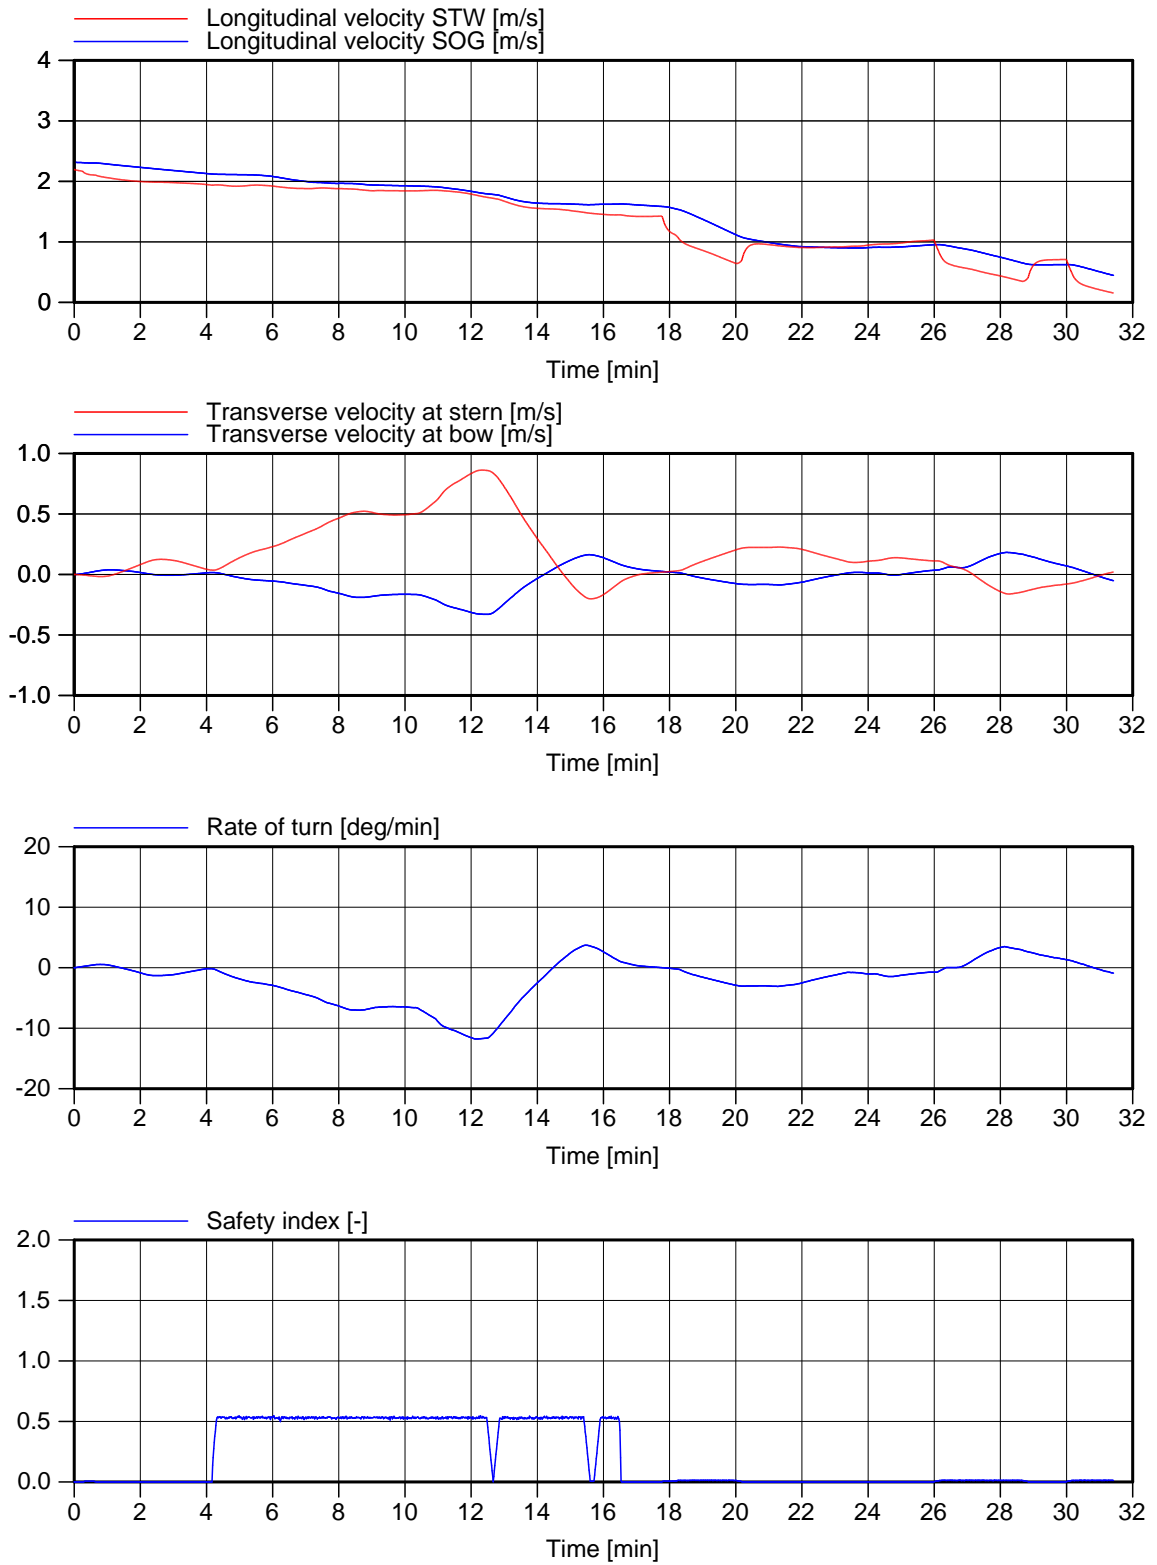 Longitudinal velocity STW [m/s]
Longitudinal velocity SOG [m/s]
4
3
2
1
0
0 2 4 6 8 10 12 14 16 18 20 22 24 26 28 30 32
Time [min]
Transverse velocity at stern [m/s]
Transverse velocity at bow [m/s]
1.0
0.5
0.0
-0.5
-1.0
0 2 4 6 8 10 12 14 16 18 20 22 24 26 28 30 32
Time [min]
Rate of turn [deg/min]
20
10
0
-10
-20
0 2 4 6 8 10 12 14 16 18 20 22 24 26 28 30 32
Time [min]
Safety index [-]
2.0
1.5
1.0
0.5
0.0
0 2 4 6 8 10 12 14 16 18 20 22 24 26 28 30 32
Time [min]